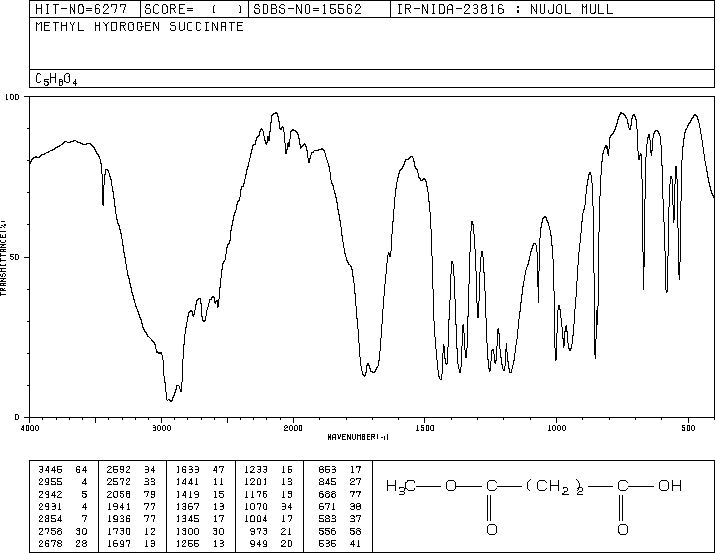 HIT-NO=6277 SCORE= ( ) SDBS-NO=15562 IR-NIDA-23816 : NUJOL MULL
METHYL HYDROGEN SUCCINATE
C5H8O4
100
50
0
TRANSMITTANCE(%)
4000 3000 2000 1500 1000 500
WAVENUMBER(-1)
3445 64 2592 34 1633 47 1233 16 853 17
2955 4 2572 33 1441 11 1201 13 845 27
2942 5 2058 79 1419 15 1176 13 688 77
2931 4 1941 77 1367 13 1070 34 671 38
2854 7 1936 77 1345 17 1004 17 583 37
2758 30 1730 12 1300 30 973 21 556 58
2678 28 1697 13 1256 13 949 20 535 41
H3C O C (CH2)2 C OH
O O